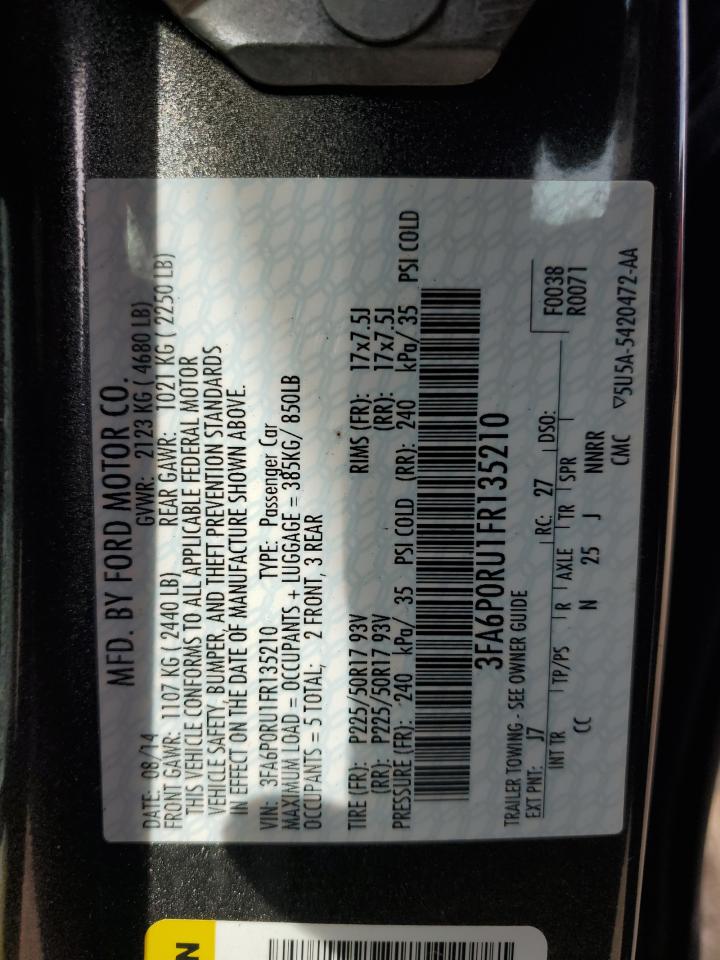 MFD. BY FORD MOTOR CO.
DATE: 08/14 GVWR: 2123 KG ( 4680 LB)
FRONT GAWR: 1107 KG ( 2440 LB) REAR GAWR: 1021 KG ( 2250 LB)
THIS VEHICLE CONFORMS TO ALL APPLICABLE FEDERAL MOTOR
VEHICLE SAFETY, BUMPER, AND THEFT PREVENTION STANDARDS
IN EFFECT ON THE DATE OF MANUFACTURE SHOWN ABOVE.
VIN: 3FA6P0RU1FR135210 TYPE: Passenger Car
MAXIMUM LOAD = OCCUPANTS + LUGGAGE = 385KG/ 850LB
OCCUPANTS = 5 TOTAL; 2 FRONT, 3 REAR
TIRE (FR): P225/50R17 93V RIMS (FR): 17x7.5J
(RR): P225/50R17 93V (RR): 17x7.5J
PRESSURE (FR): 240 kPa/ 35 PSI COLD (RR): 240 kPa/ 35 PSI COLD
3FA6P0RU1FR135210
TRAILER TOWING - SEE OWNER GUIDE
EXT PNT: J7 RC: 27 DSO: F0038
R0071
INT TR TP/PS R AXLE TR SPR
CC N 25 J NNRR
CMC ▽5U5A-5420472-AA
N